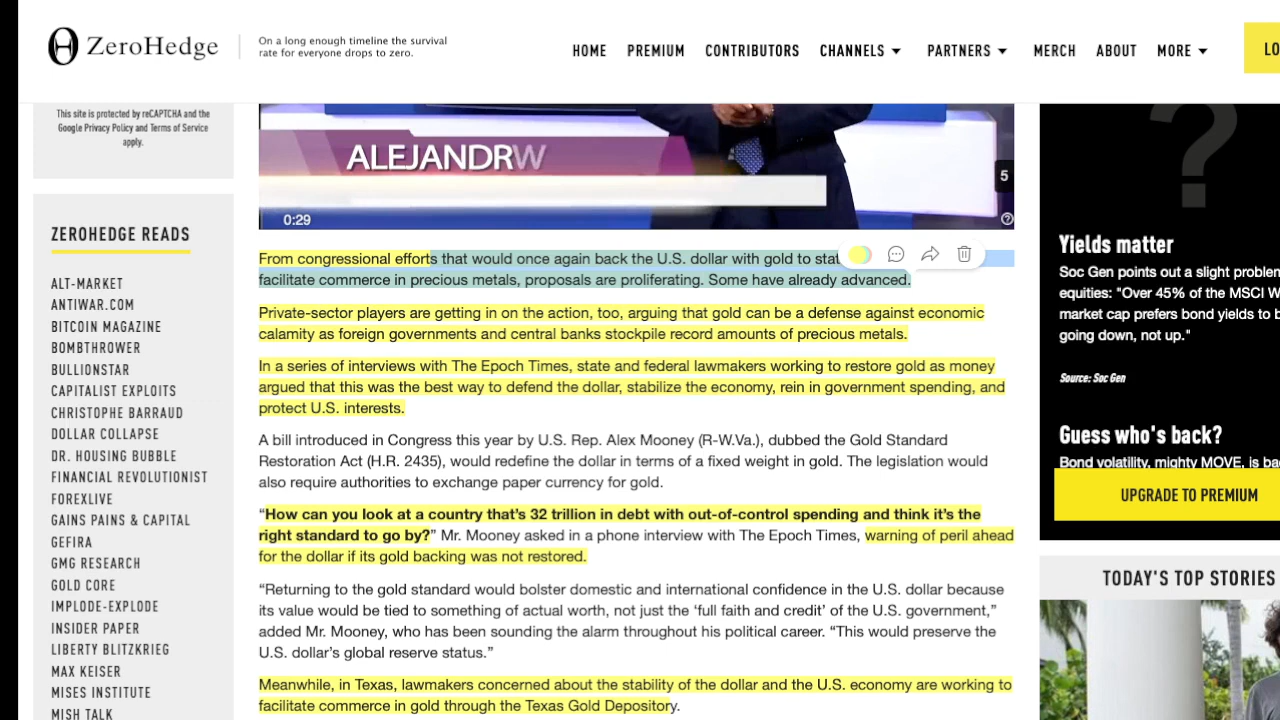 ZeroHedge
On a long enough timeline the survival
rate for everyone drops to zero.
HOME PREMIUM CONTRIBUTORS CHANNELS PARTNERS MERCH ABOUT MORE LO
This site is protected by reCAPTCHA and the
Google Privacy Policy and Terms of Service
apply.
ZEROHEDGE READS
ALT-MARKET
ANTIWAR.COM
BITCOIN MAGAZINE
BOMBTHROWER
BULLIONSTAR
CAPITALIST EXPLOITS
CHRISTOPHE BARRAUD
DOLLAR COLLAPSE
DR. HOUSING BUBBLE
FINANCIAL REVOLUTIONIST
FOREXLIVE
GAINS PAINS & CAPITAL
GEFIRA
GMG RESEARCH
GOLD CORE
IMPLODE-EXPLODE
INSIDER PAPER
LIBERTY BLITZKRIEG
MAX KEISER
MISES INSTITUTE
MISH TALK
ALEJANDRW
5
0:29
From congressional efforts that would once again back the U.S. dollar with gold to stat
facilitate commerce in precious metals, proposals are proliferating. Some have already advanced.
Private-sector players are getting in on the action, too, arguing that gold can be a defense against economic
calamity as foreign governments and central banks stockpile record amounts of precious metals.
In a series of interviews with The Epoch Times, state and federal lawmakers working to restore gold as money
argued that this was the best way to defend the dollar, stabilize the economy, rein in government spending, and
protect U.S. interests.
A bill introduced in Congress this year by U.S. Rep. Alex Mooney (R-W.Va.), dubbed the Gold Standard
Restoration Act (H.R. 2435), would redefine the dollar in terms of a fixed weight in gold. The legislation would
also require authorities to exchange paper currency for gold.
“How can you look at a country that’s 32 trillion in debt with out-of-control spending and think it’s the
right standard to go by?” Mr. Mooney asked in a phone interview with The Epoch Times, warning of peril ahead
for the dollar if its gold backing was not restored.
“Returning to the gold standard would bolster domestic and international confidence in the U.S. dollar because
its value would be tied to something of actual worth, not just the ‘full faith and credit’ of the U.S. government,”
added Mr. Mooney, who has been sounding the alarm throughout his political career. “This would preserve the
U.S. dollar’s global reserve status.”
Meanwhile, in Texas, lawmakers concerned about the stability of the dollar and the U.S. economy are working to
facilitate commerce in gold through the Texas Gold Depository.
?
Yields matter
Soc Gen points out a slight problem
equities: "Over 45% of the MSCI W
market cap prefers bond yields to b
going down, not up."
Source: Soc Gen
Guess who's back?
Bond volatility, mighty MOVE, is ba
UPGRADE TO PREMIUM
TODAY'S TOP STORIES